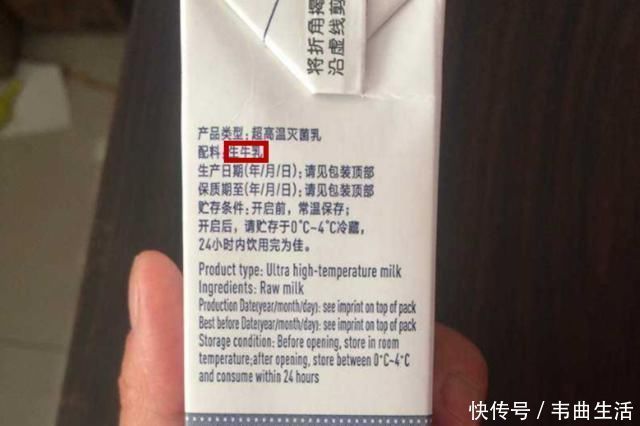 将折角揭
沿虚线剪
产品类型：超高温灭菌乳
配料：生牛乳
生产日期(年/月/日)：请见包装顶部
保质期至(年/月/日)：请见包装顶部
贮存条件：开启前，常温保存；
开启后，请贮存于0℃~4℃冷藏，
24小时内饮用完为佳。
Product type: Ultra high-temperature milk
Ingredients: Raw milk
Production Date(year/month/day): see imprint on top of pack
Best before Date(year/month/day): see imprint on top of pack
Storage condition: Before opening, store in room
temperature;after opening, store between 0℃~4℃
and consume within 24 hours
快传号／韦曲生活